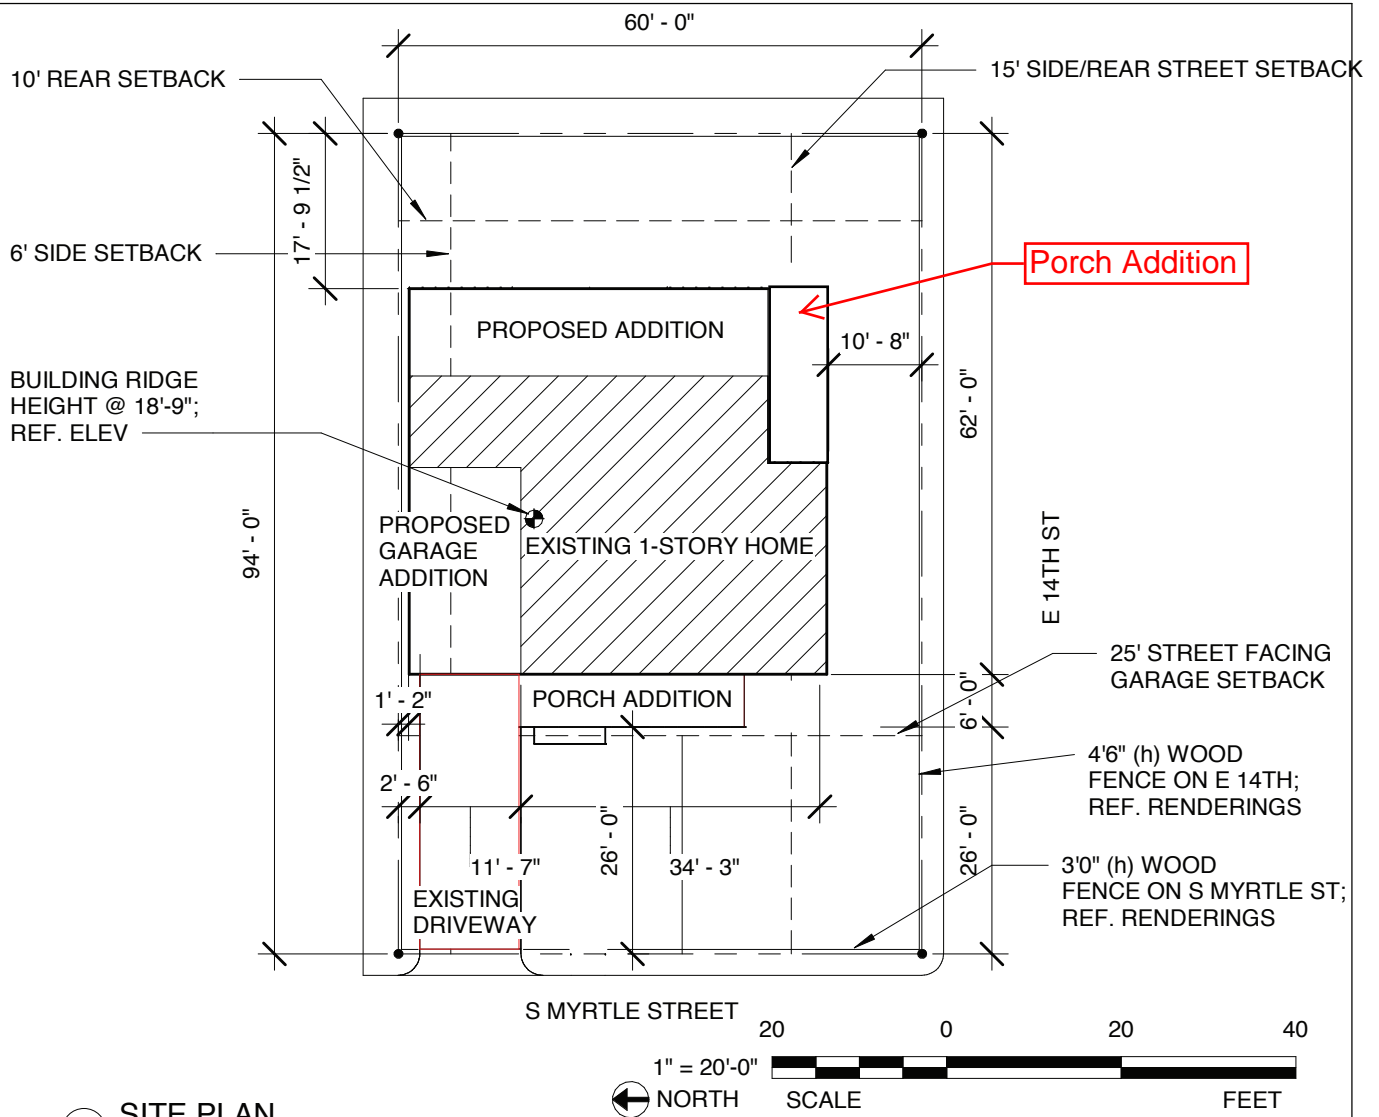 60' - 0"
10' REAR SETBACK
15' SIDE/REAR STREET SETBACK
17' - 9 1/2"
6' SIDE SETBACK
Porch Addition
PROPOSED ADDITION
10' - 8"
BUILDING RIDGE
HEIGHT @ 18'-9";
REF. ELEV
62' - 0"
94' - 0"
PROPOSED
GARAGE
ADDITION
EXISTING 1-STORY HOME
E 14TH ST
25' STREET FACING
GARAGE SETBACK
1' - 2"
PORCH ADDITION
6' - 0"
4'6" (h) WOOD
FENCE ON E 14TH;
REF. RENDERINGS
2' - 6"
11' - 7"
26' - 0"
34' - 3"
26' - 0"
3'0" (h) WOOD
FENCE ON S MYRTLE ST;
REF. RENDERINGS
EXISTING
DRIVEWAY
S MYRTLE STREET
20 0 20 40
1" = 20'-0"
NORTH SCALE FEET
SITE PLAN